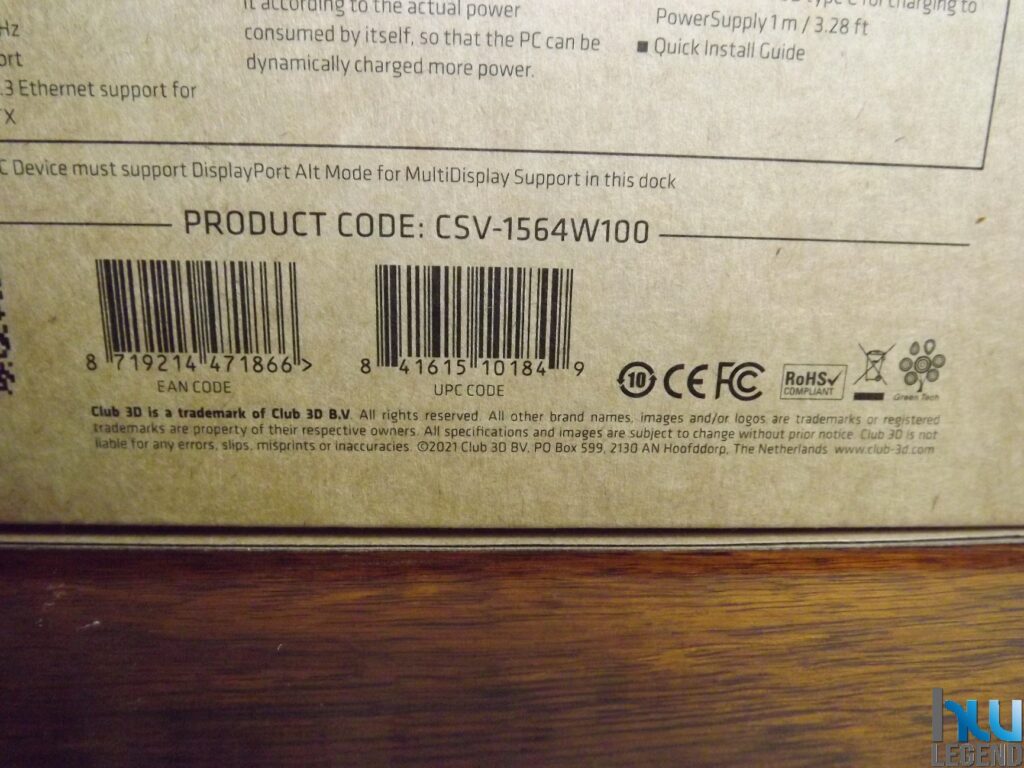 it according to the actual power
consumed by itself, so that the PC can be
dynamically charged more power.
charging to
PowerSupply 1 m / 3.28 ft
■ Quick Install Guide
Hz
ort
.3 Ethernet support for
X
C Device must support DisplayPort Alt Mode for MultiDisplay Support in this dock
PRODUCT CODE: CSV-1564W100
8 719214 471866 >
EAN CODE
8 41615 10184 9
UPC CODE
10 CE FC
RoHS
COMPLIANT
Green Tech
Club 3D is a trademark of Club 3D B.V. All rights reserved. All other brand names, images and/or logos are trademarks or registered
trademarks are property of their respective owners. All specifications and images are subject to change without prior notice. Club 3D is not
liable for any errors, slips, misprints or inaccuracies. ©2021 Club 3D BV, PO Box 599, 2130 AN Hoofddorp, The Netherlands www.club-3d.com
LEGEND